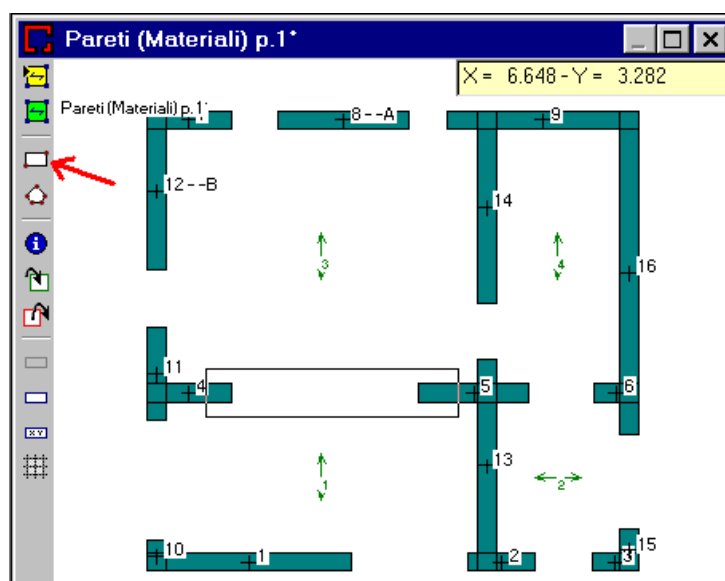 Pareti (Materiali) p.1*
X = 6.648 - Y = 3.282
Pareti (Materiali) p.1
8--A
9
12--B
14
3
4
16
11
4
5
6
13
1
2
10
1
2
3
15
XY